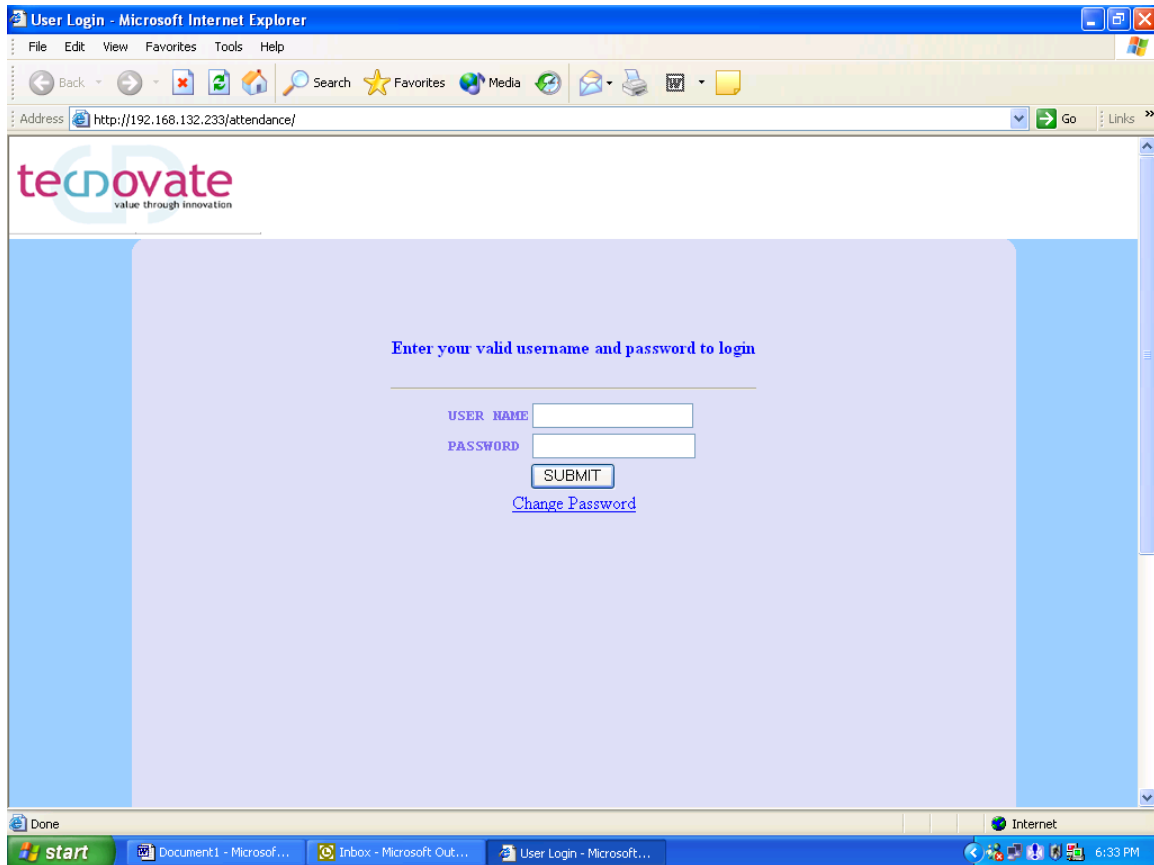 User Login - Microsoft Internet Explorer
File Edit View Favorites Tools Help
Back Search Favorites Media
Address http://192.168.132.233/attendance/ Go Links »
tecnovate
value through innovation
Enter your valid username and password to login
USER NAME
PASSWORD
SUBMIT
Change Password
Done Internet
start Document1 - Microsof... Inbox - Microsoft Out... User Login - Microsoft... 6:33 PM